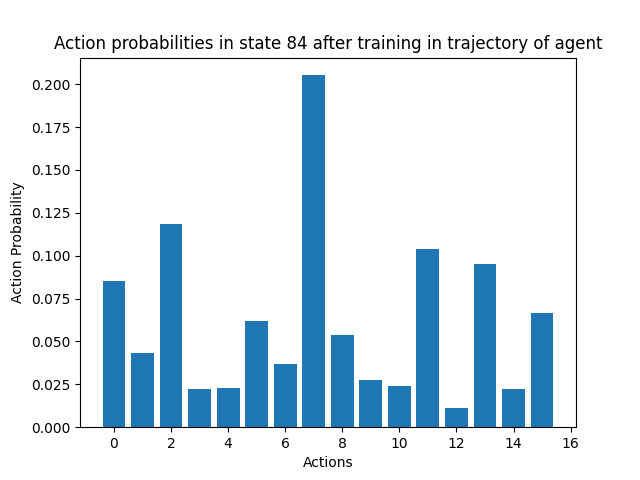 Action probabilities in state 84 after training in trajectory of agent
0.200
0.175
0.150
0.125
0.100
0.075
0.050
0.025
0.000
Action Probability
0 2 4 6 8 10 12 14 16
Actions